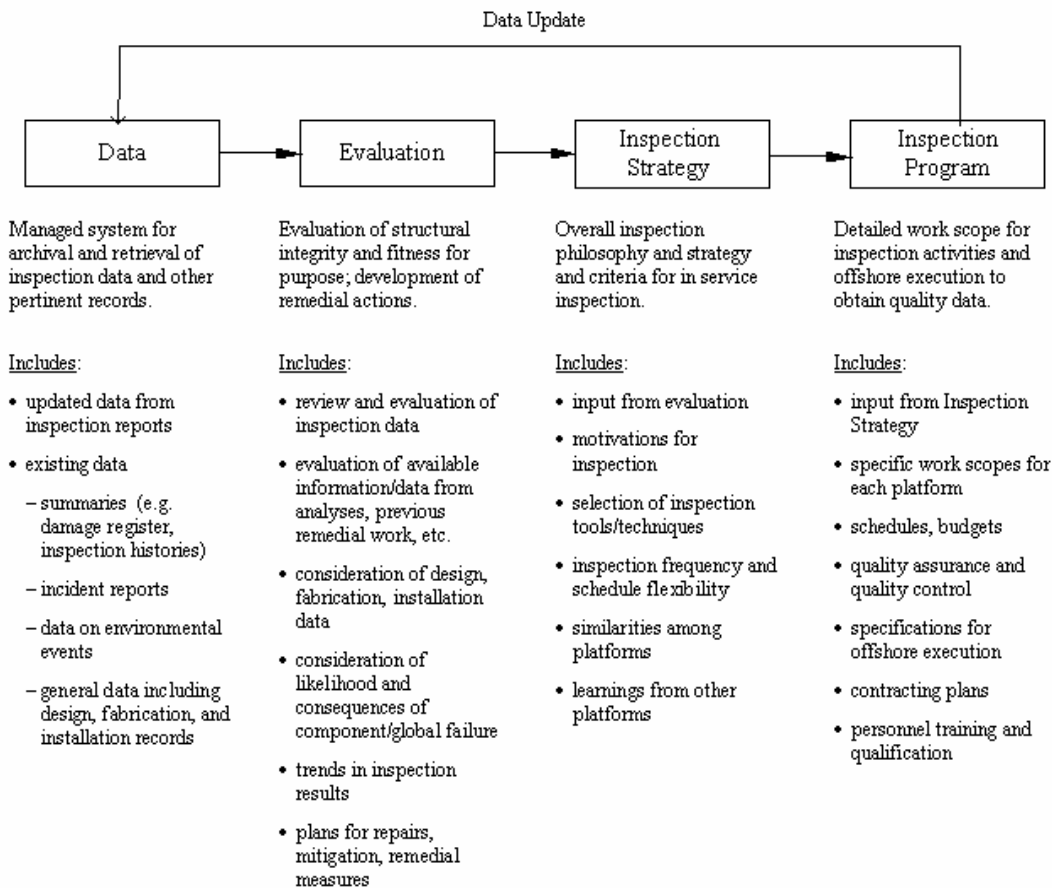 Data Update
Data
Evaluation
Inspection
Strategy
Inspection
Program
Managed system for
archival and retrieval of
inspection data and other
pertinent records.
Includes:
• updated data from
inspection reports
• existing data
– summaries (e.g.
damage register,
inspection histories)
– incident reports
– data on environmental
events
– general data including
design, fabrication, and
installation records
Evaluation of structural
integrity and fitness for
purpose; development of
remedial actions.
Includes:
• review and evaluation of
inspection data
• evaluation of available
information/data from
analyses, previous
remedial work, etc.
• consideration of design,
fabrication, installation
data
• consideration of
likelihood and
consequences of
component/global failure
• trends in inspection
results
• plans for repairs,
mitigation, remedial
measures
Overall inspection
philosophy and strategy
and criteria for in service
inspection.
Includes:
• input from evaluation
• motivations for
inspection
• selection of inspection
tools/techniques
• inspection frequency and
schedule flexibility
• similarities among
platforms
• learnings from other
platforms
Detailed work scope for
inspection activities and
offshore execution to
obtain quality data.
Includes:
• input from Inspection
Strategy
• specific work scopes for
each platform
• schedules, budgets
• quality assurance and
quality control
• specifications for
offshore execution
• contracting plans
• personnel training and
qualification